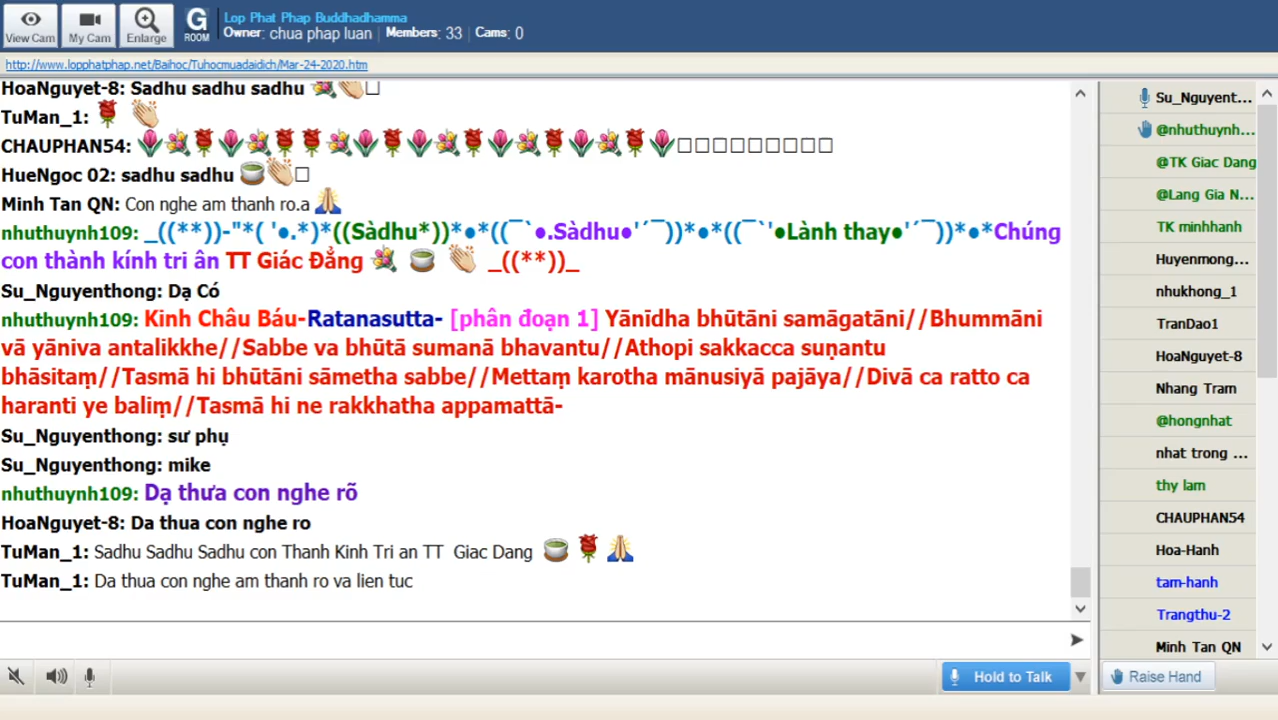 View Cam
My Cam
Enlarge
G
ROOM
Lop Phat Phap Buddhadhamma
Owner: chua phap luan Members: 33 Cams: 0
http://www.lopphatphap.net/Baihoc/Tuhocmuadaidich/Mar-24-2020.htm
HoaNguyet-8: Sadhu sadhu sadhu 💐👏□
TuMan_1: 🌹 👏
CHAUPHAN54: 🌷💐🌹🌷💐🌹🌹💐🌷🌹🌷💐🌹🌷💐🌹🌷💐🌹🌷□□□□□□□□□
HueNgoc 02: sadhu sadhu 🍵👏□
Minh Tan QN: Con nghe am thanh ro.a 🙏
nhuthuynh109: _((**))-"*( '●.*)*((Sàdhu*))*●*((¯`●.Sàdhu●'´¯))*●*((¯`'●Lành thay●'´¯))*●*Chúng
con thành kính tri ân TT Giác Đẳng 💐 🍵 👏 _((**))_
Su_Nguyenthong: Dạ Có
nhuthuynh109: Kinh Châu Báu-Ratanasutta- [phân đoạn 1] Yānīdha bhūtāni samāgatāni//Bhummāni
vā yāniva antalikkhe//Sabbe va bhūtā sumanā bhavantu//Athopi sakkacca suṇantu
bhāsitaṃ//Tasmā hi bhūtāni sāmetha sabbe//Mettaṃ karotha mānusiyā pajāya//Divā ca ratto ca
haranti ye baliṃ//Tasmā hi ne rakkhatha appamattā-
Su_Nguyenthong: sư phụ
Su_Nguyenthong: mike
nhuthuynh109: Dạ thưa con nghe rõ
HoaNguyet-8: Da thua con nghe ro
TuMan_1: Sadhu Sadhu Sadhu con Thanh Kinh Tri an TT Giac Dang 🍵 🌹 🙏
TuMan_1: Da thua con nghe am thanh ro va lien tuc
Su_Nguyent...
@nhuthuynh...
@TK Giac Dang
@Lang Gia N...
TK minhhanh
Huyenmong...
nhukhong_1
TranDao1
HoaNguyet-8
Nhang Tram
@hongnhat
nhat trong ...
thy lam
CHAUPHAN54
Hoa-Hanh
tam-hanh
Trangthu-2
Minh Tan QN
Hold to Talk
Raise Hand